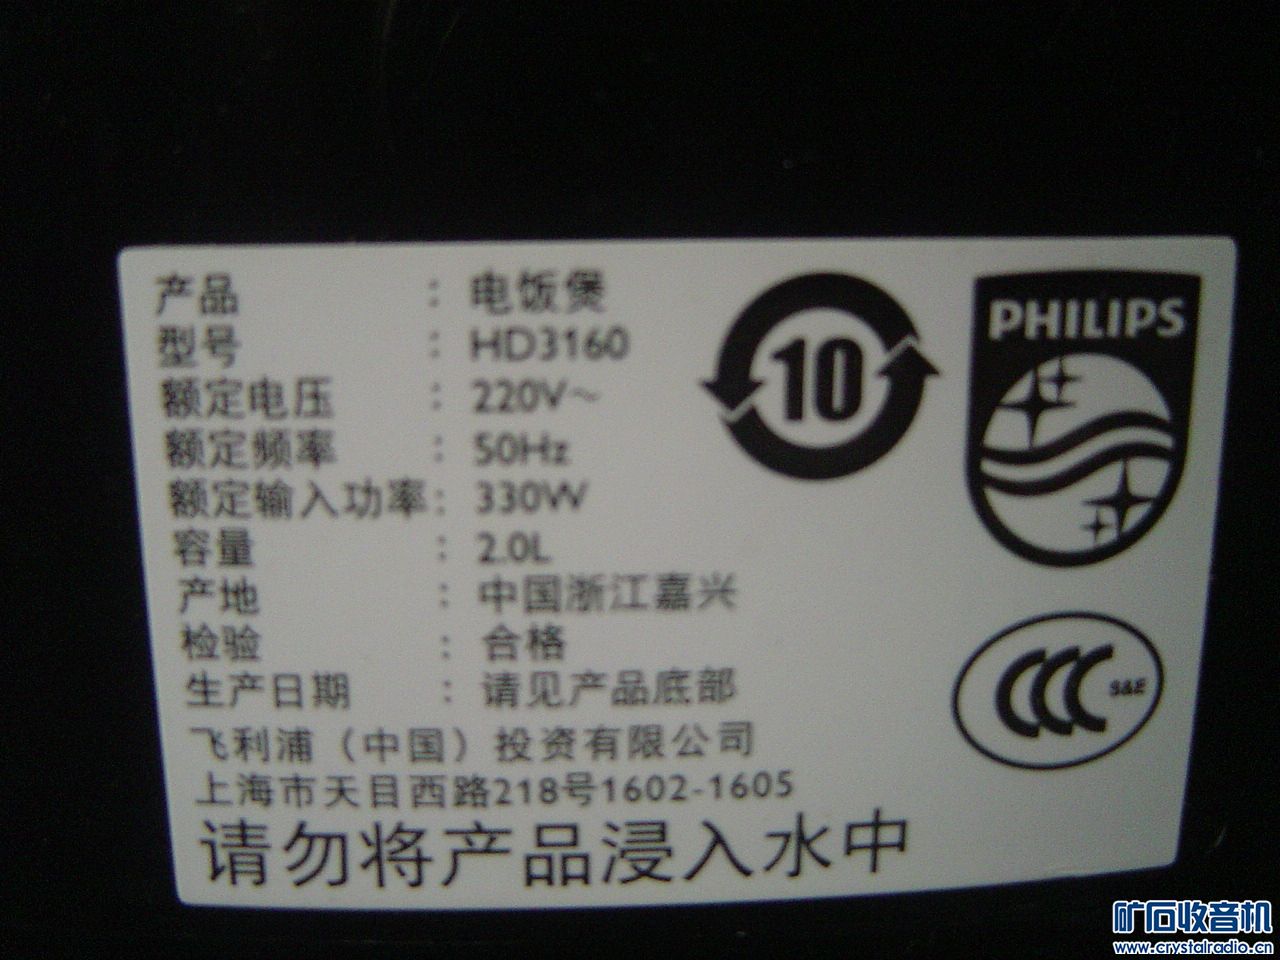 产品 : 电饭煲
型号 : HD3160
额定电压 : 220V~
额定频率 : 50Hz
额定输入功率: 330W
容量 : 2.0L
产地 : 中国浙江嘉兴
检验 : 合格
生产日期 : 请见产品底部
飞利浦（中国）投资有限公司
上海市天目西路218号1602-1605
请勿将产品浸入水中
10
PHILIPS
CCC S&E
矿石收音机
www.crystalradio.cn